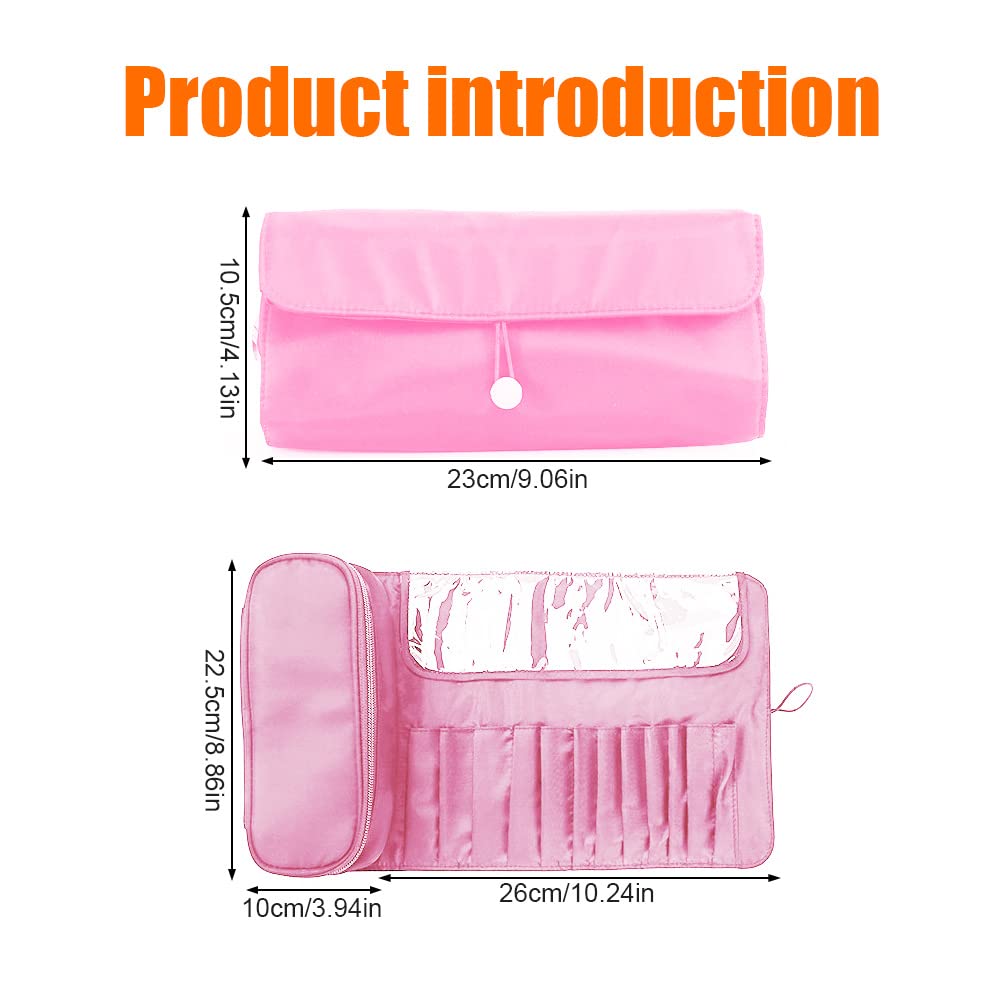 Product introduction
10.5cm/4.13in
23cm/9.06in
22.5cm/8.86in
10cm/3.94in
26cm/10.24in